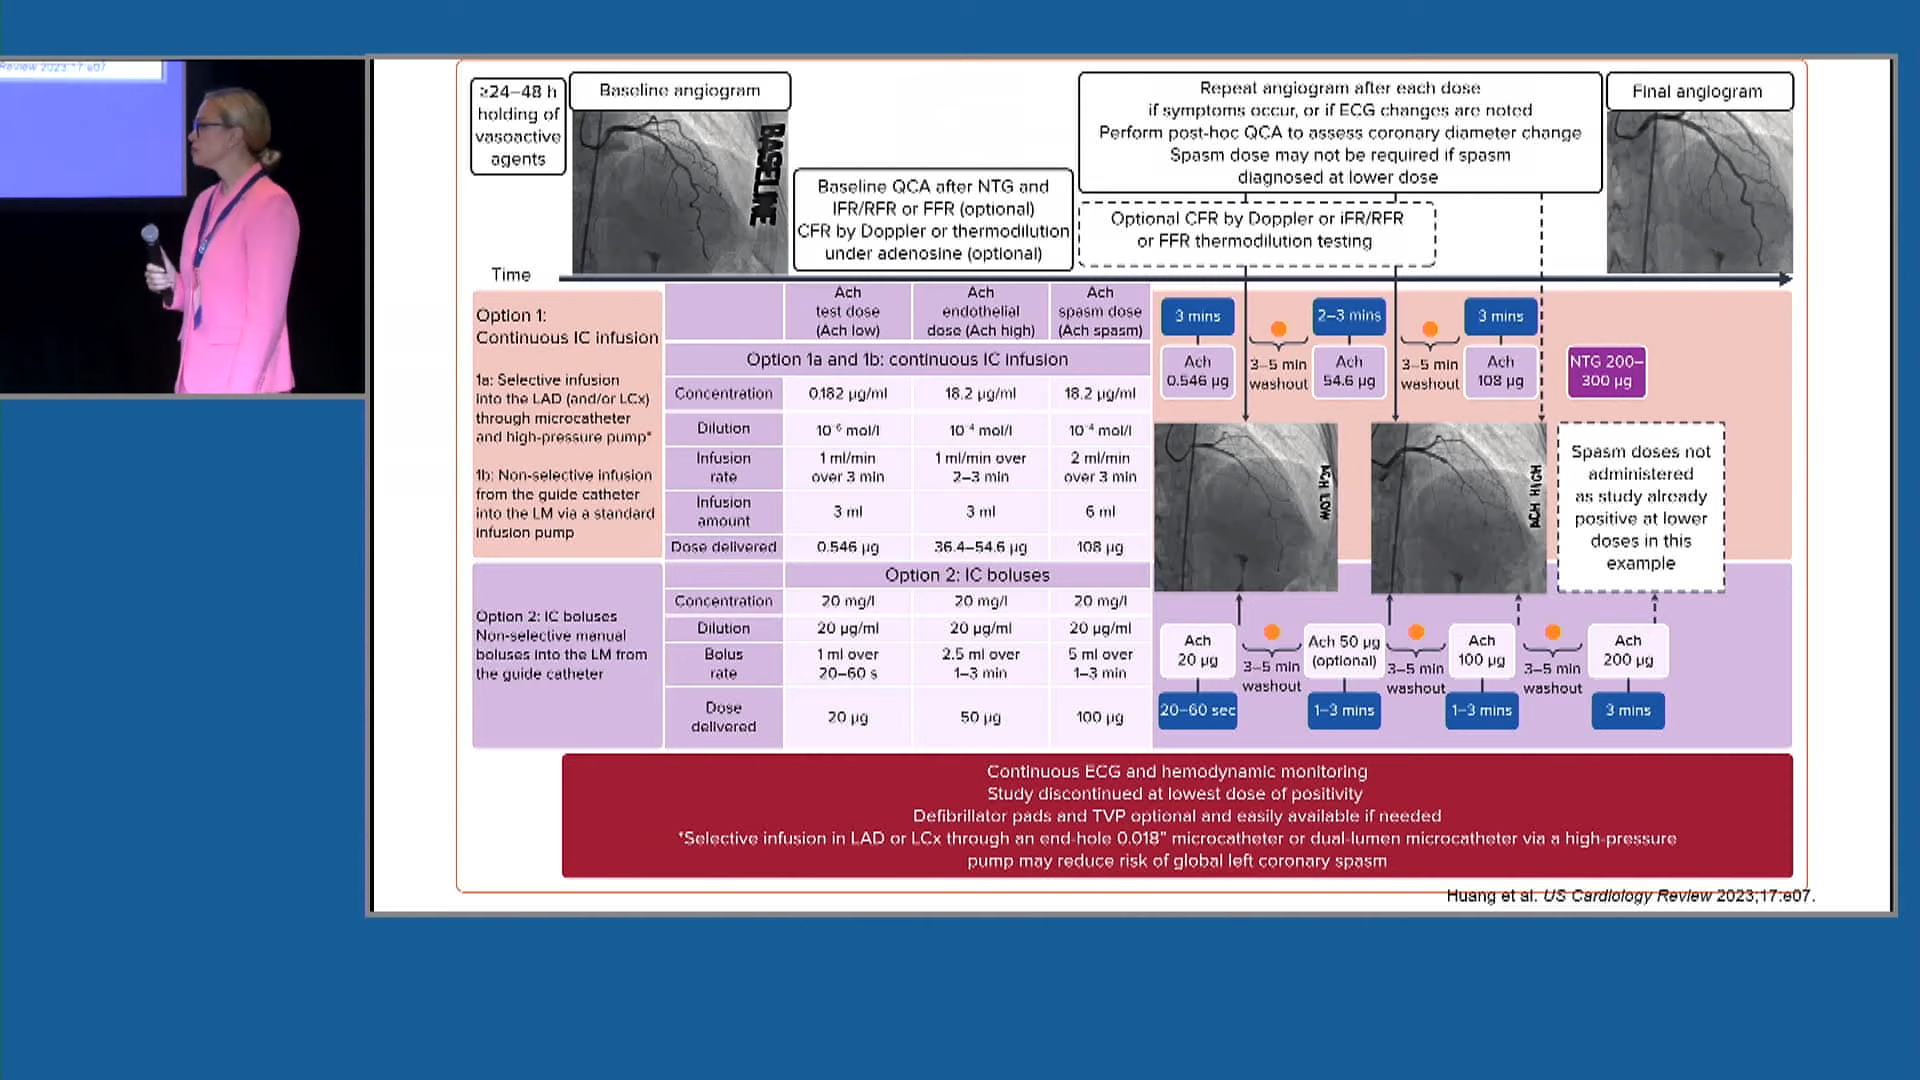 Review 2023;17:e07
≥24–48 h
holding of
vasoactive
agents
Baseline angiogram
BASELINE
Baseline QCA after NTG and
iFR/RFR or FFR (optional)
CFR by Doppler or thermodilution
under adenosine (optional)
Repeat angiogram after each dose
if symptoms occur, or if ECG changes are noted
Perform post-hoc QCA to assess coronary diameter change
Spasm dose may not be required if spasm
diagnosed at lower dose
Optional CFR by Doppler or iFR/RFR
or FFR thermodilution testing
Final angiogram
Time
Option 1:
Continuous IC infusion
1a: Selective infusion
into the LAD (and/or LCx)
through microcatheter
and high-pressure pump*
1b: Non-selective infusion
from the guide catheter
into the LM via a standard
infusion pump
Ach
test dose
(Ach low)
Ach
endothelial
dose (Ach high)
Ach
spasm dose
(Ach spasm)
Option 1a and 1b: continuous IC infusion
Concentration 0.182 µg/ml 18.2 µg/ml 18.2 µg/ml
Dilution 10⁻⁶ mol/l 10⁻⁴ mol/l 10⁻⁴ mol/l
Infusion
rate
1 ml/min
over 3 min
1 ml/min over
2–3 min
2 ml/min
over 3 min
Infusion
amount
3 ml 3 ml 6 ml
Dose delivered 0.546 µg 36.4–54.6 µg 108 µg
3 mins
Ach
0.546 µg
3–5 min
washout
2–3 mins
Ach
54.6 µg
3–5 min
washout
3 mins
Ach
108 µg
NTG 200–
300 µg
ACH LOW
ACH HIGH
Spasm doses not
administered
as study already
positive at lower
doses in this
example
Option 2: IC boluses
Non-selective manual
boluses into the LM from
the guide catheter
Option 2: IC boluses
Concentration 20 mg/l 20 mg/l 20 mg/l
Dilution 20 µg/ml 20 µg/ml 20 µg/ml
Bolus
rate
1 ml over
20–60 s
2.5 ml over
1–3 min
5 ml over
1–3 min
Dose
delivered
20 µg 50 µg 100 µg
Ach
20 µg
20–60 sec
3–5 min
washout
Ach 50 µg
(optional)
1–3 mins
3–5 min
washout
Ach
100 µg
1–3 mins
3–5 min
washout
Ach
200 µg
3 mins
Continuous ECG and hemodynamic monitoring
Study discontinued at lowest dose of positivity
Defibrillator pads and TVP optional and easily available if needed
*Selective infusion in LAD or LCx through an end-hole 0.018" microcatheter or dual-lumen microcatheter via a high-pressure
pump may reduce risk of global left coronary spasm
Huang et al. US Cardiology Review 2023;17:e07.